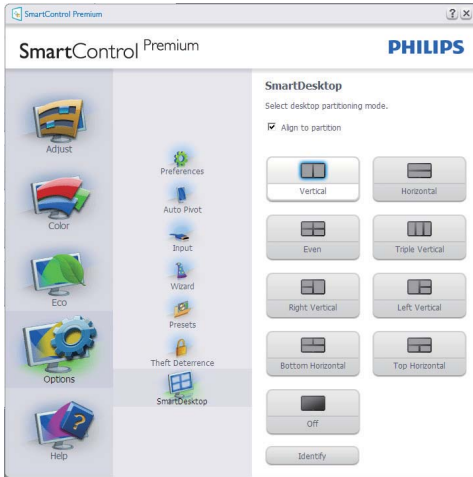 SmartControl Premium
SmartControl Premium
PHILIPS
Adjust
Color
Eco
Options
Help
Preferences
Auto Pivot
Input
Wizard
Presets
Theft Deterrence
SmartDesktop
SmartDesktop
Select desktop partitioning mode.
Align to partition
Vertical
Horizontal
Even
Triple Vertical
Right Vertical
Left Vertical
Bottom Horizontal
Top Horizontal
Off
Identify